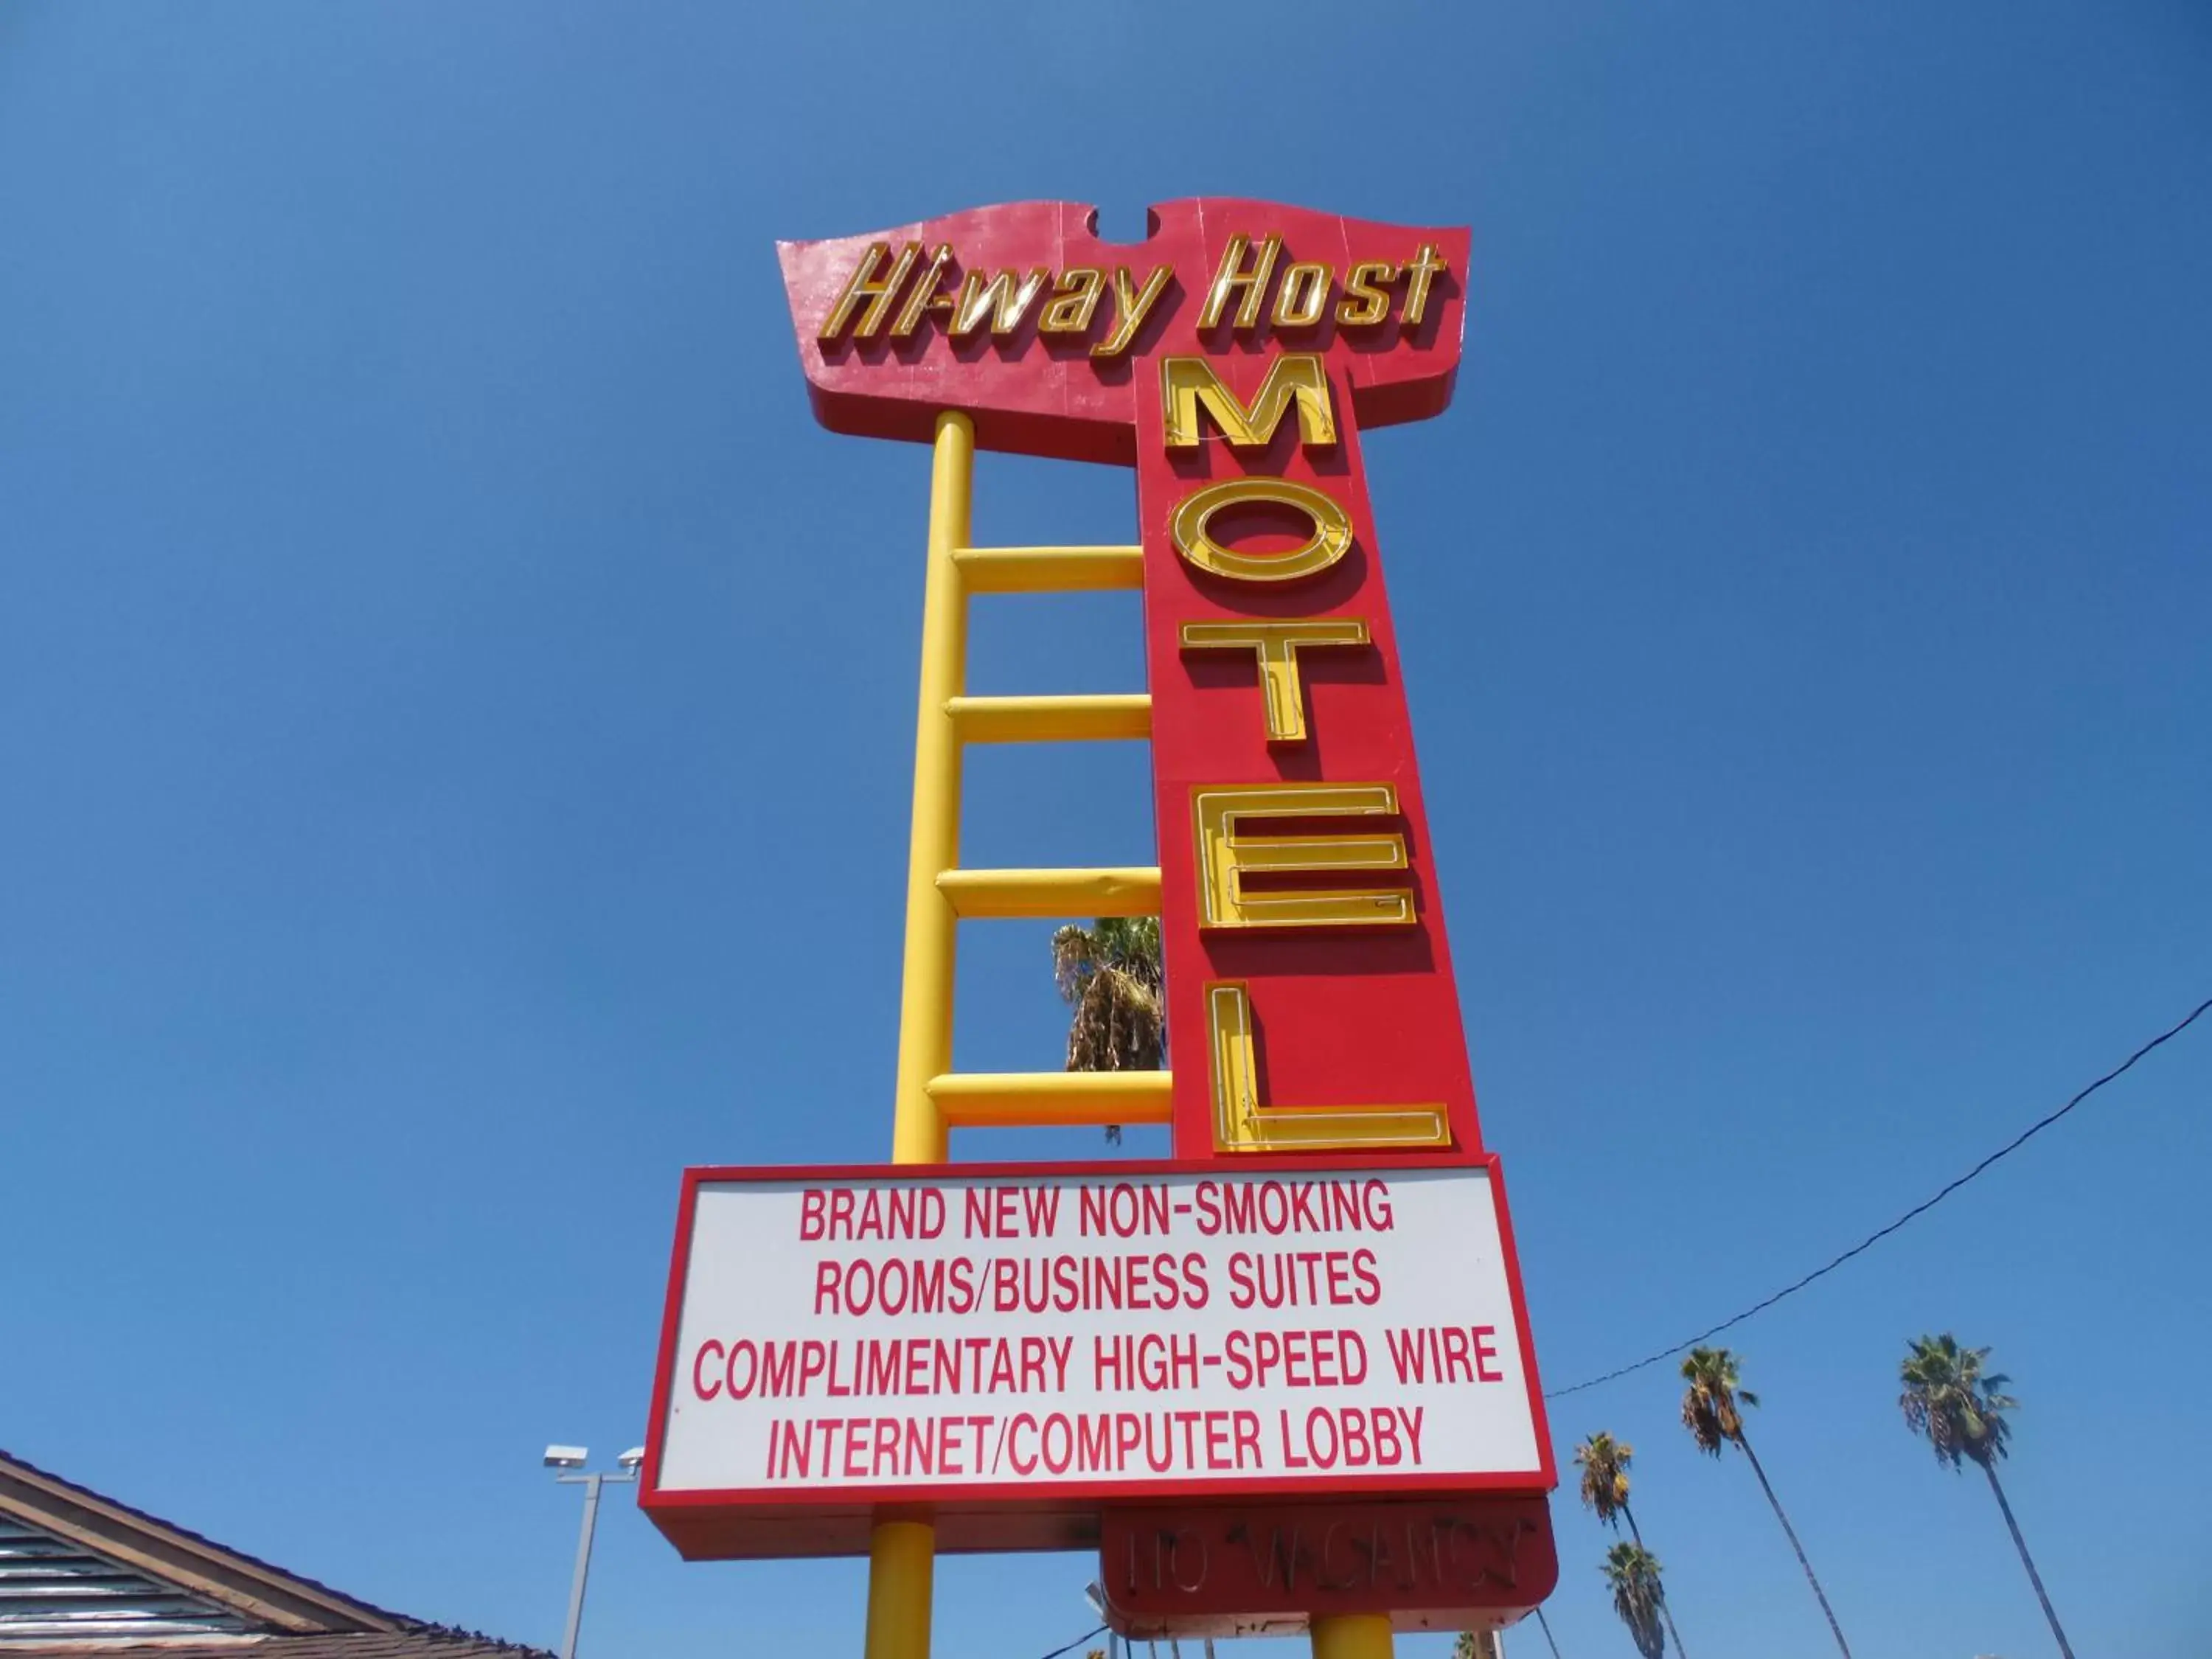 Hi-way Host
MOTEL
BRAND NEW NON-SMOKING
ROOMS/BUSINESS SUITES
COMPLIMENTARY HIGH-SPEED WIRE
INTERNET/COMPUTER LOBBY
NO VACANCY